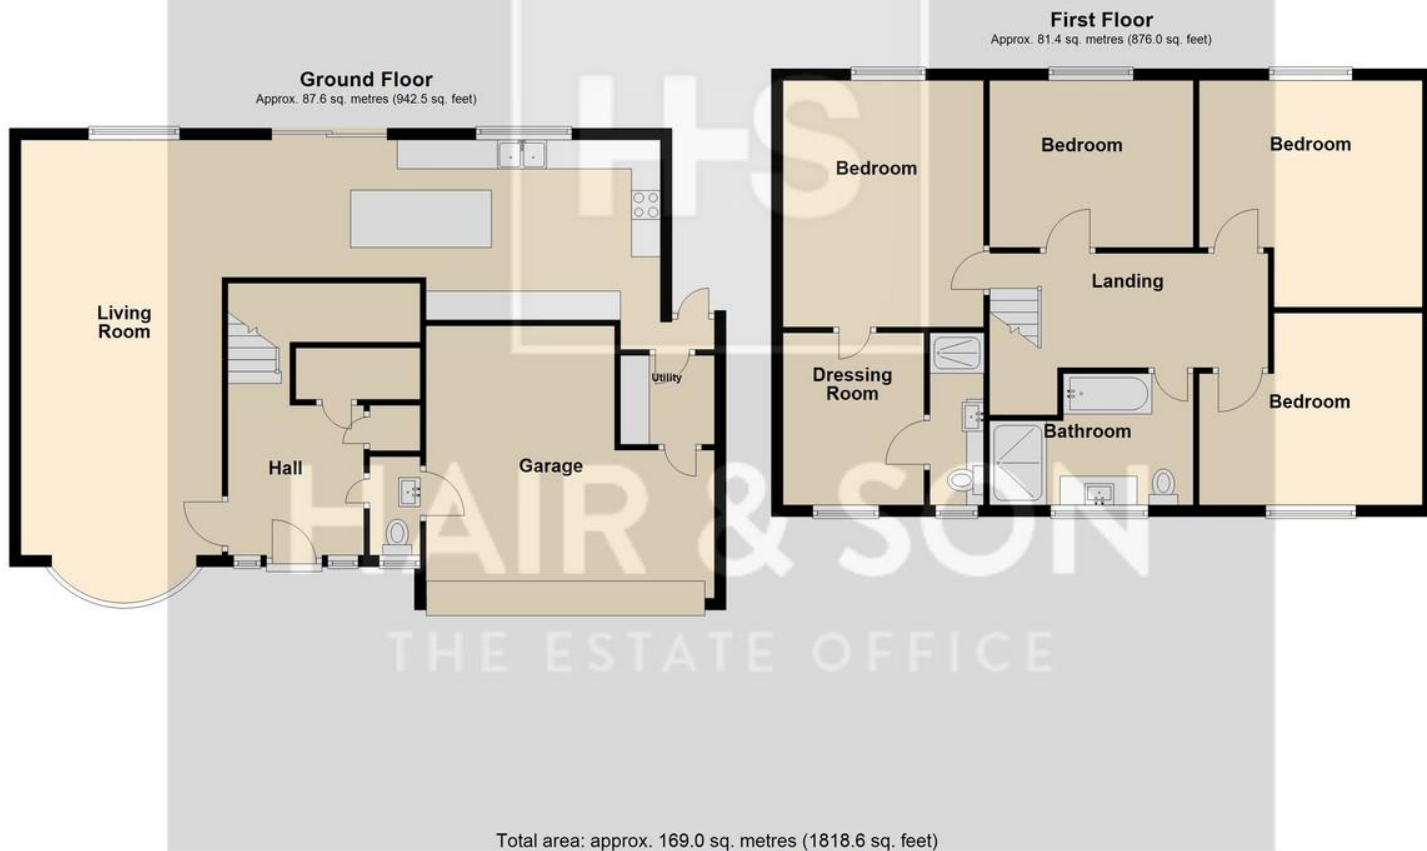 First Floor
Approx. 81.4 sq. metres (876.0 sq. feet)
Ground Floor
Approx. 87.6 sq. metres (942.5 sq. feet)
H+S
Bedroom
Bedroom
Bedroom
Landing
Living
Room
Utility
Dressing
Room
Bedroom
Bathroom
Hall
Garage
HAIR & SON
THE ESTATE OFFICE
Total area: approx. 169.0 sq. metres (1818.6 sq. feet)